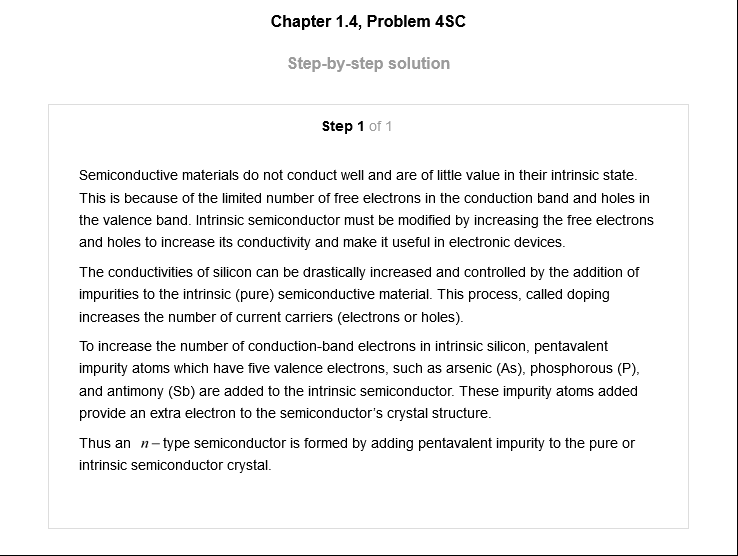 Chapter 1.4, Problem 4SC
Step-by-step solution
Step 1 of 1
Semiconductive materials do not conduct well and are of little value in their intrinsic state.
This is because of the limited number of free electrons in the conduction band and holes in
the valence band. Intrinsic semiconductor must be modified by increasing the free electrons
and holes to increase its conductivity and make it useful in electronic devices.
The conductivities of silicon can be drastically increased and controlled by the addition of
impurities to the intrinsic (pure) semiconductive material. This process, called doping
increases the number of current carriers (electrons or holes).
To increase the number of conduction-band electrons in intrinsic silicon, pentavalent
impurity atoms which have five valence electrons, such as arsenic (As), phosphorous (P),
and antimony (Sb) are added to the intrinsic semiconductor. These impurity atoms added
provide an extra electron to the semiconductor’s crystal structure.
Thus an n–type semiconductor is formed by adding pentavalent impurity to the pure or
intrinsic semiconductor crystal.